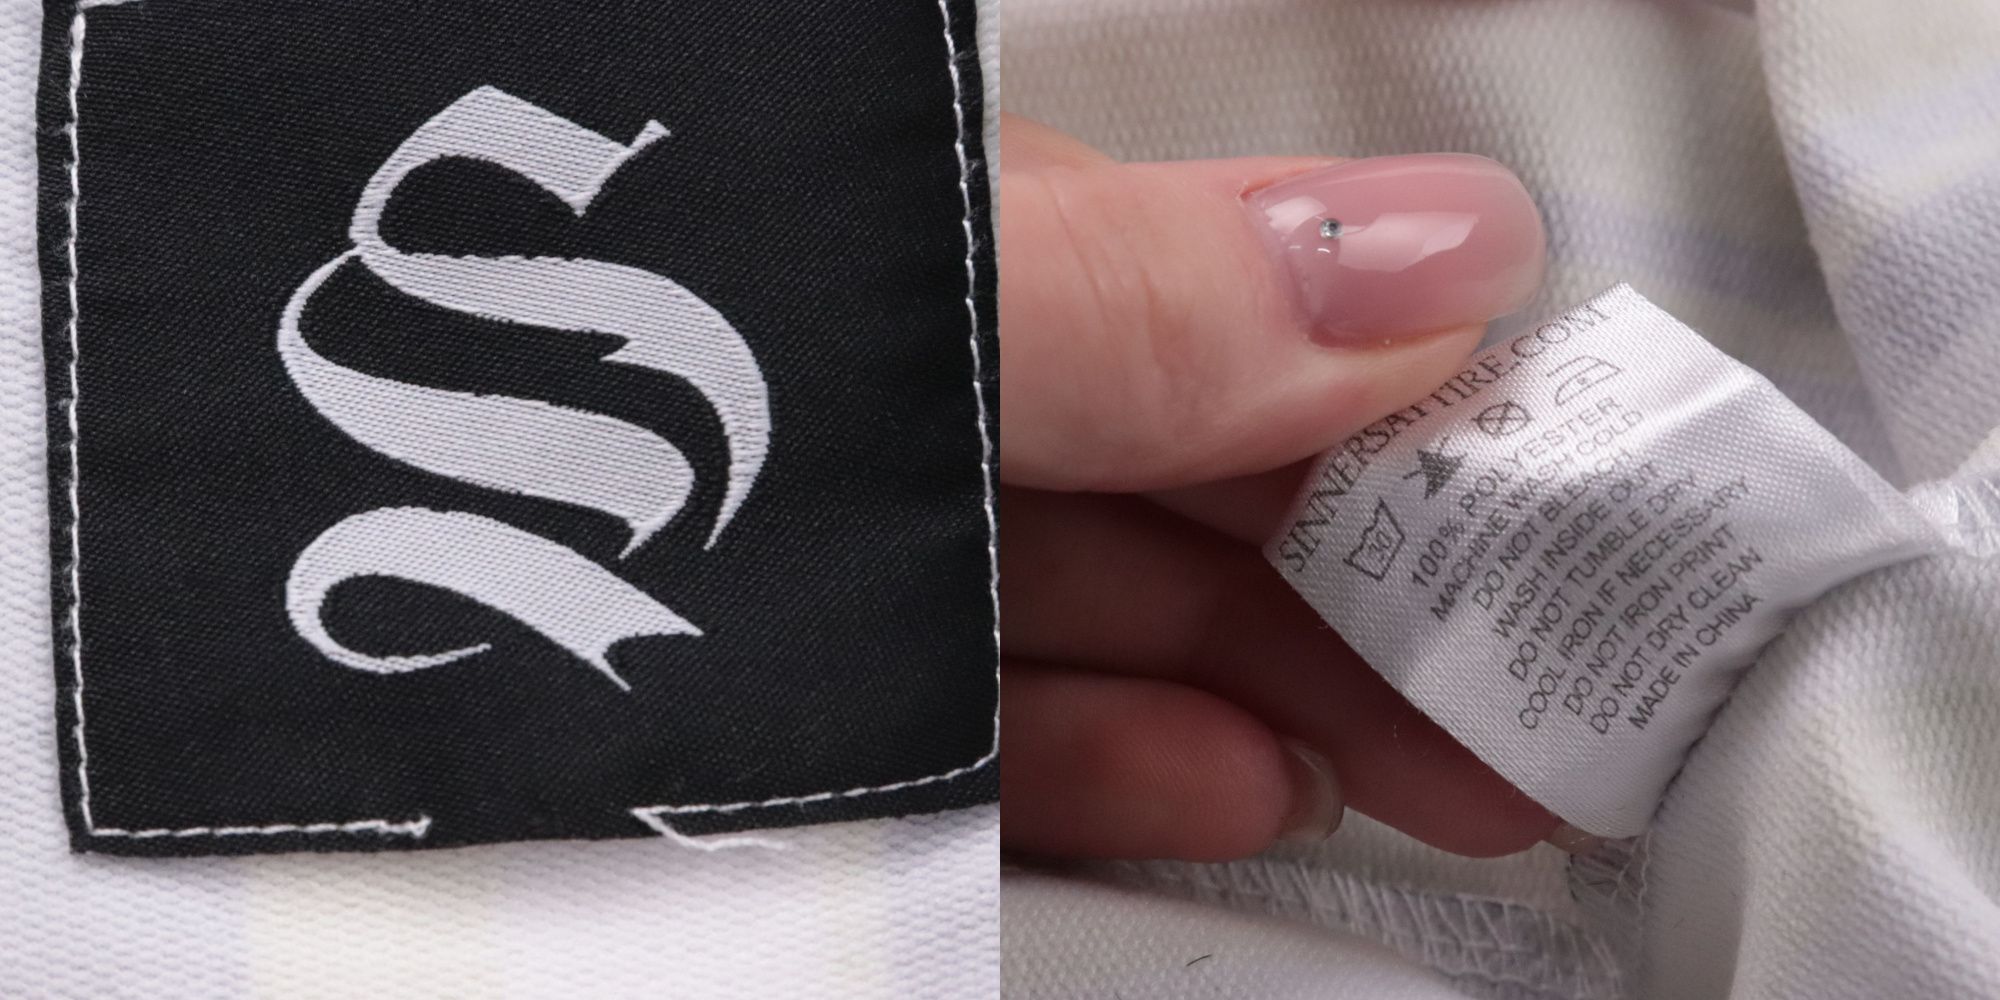 S
SINNERSATTIRE.COM
30
100% POLYESTER
MACHINE WASH COLD
DO NOT BLEACH
WASH INSIDE OUT
DO NOT TUMBLE DRY
COOL IRON IF NECESSARY
DO NOT IRON PRINT
DO NOT DRY CLEAN
MADE IN CHINA